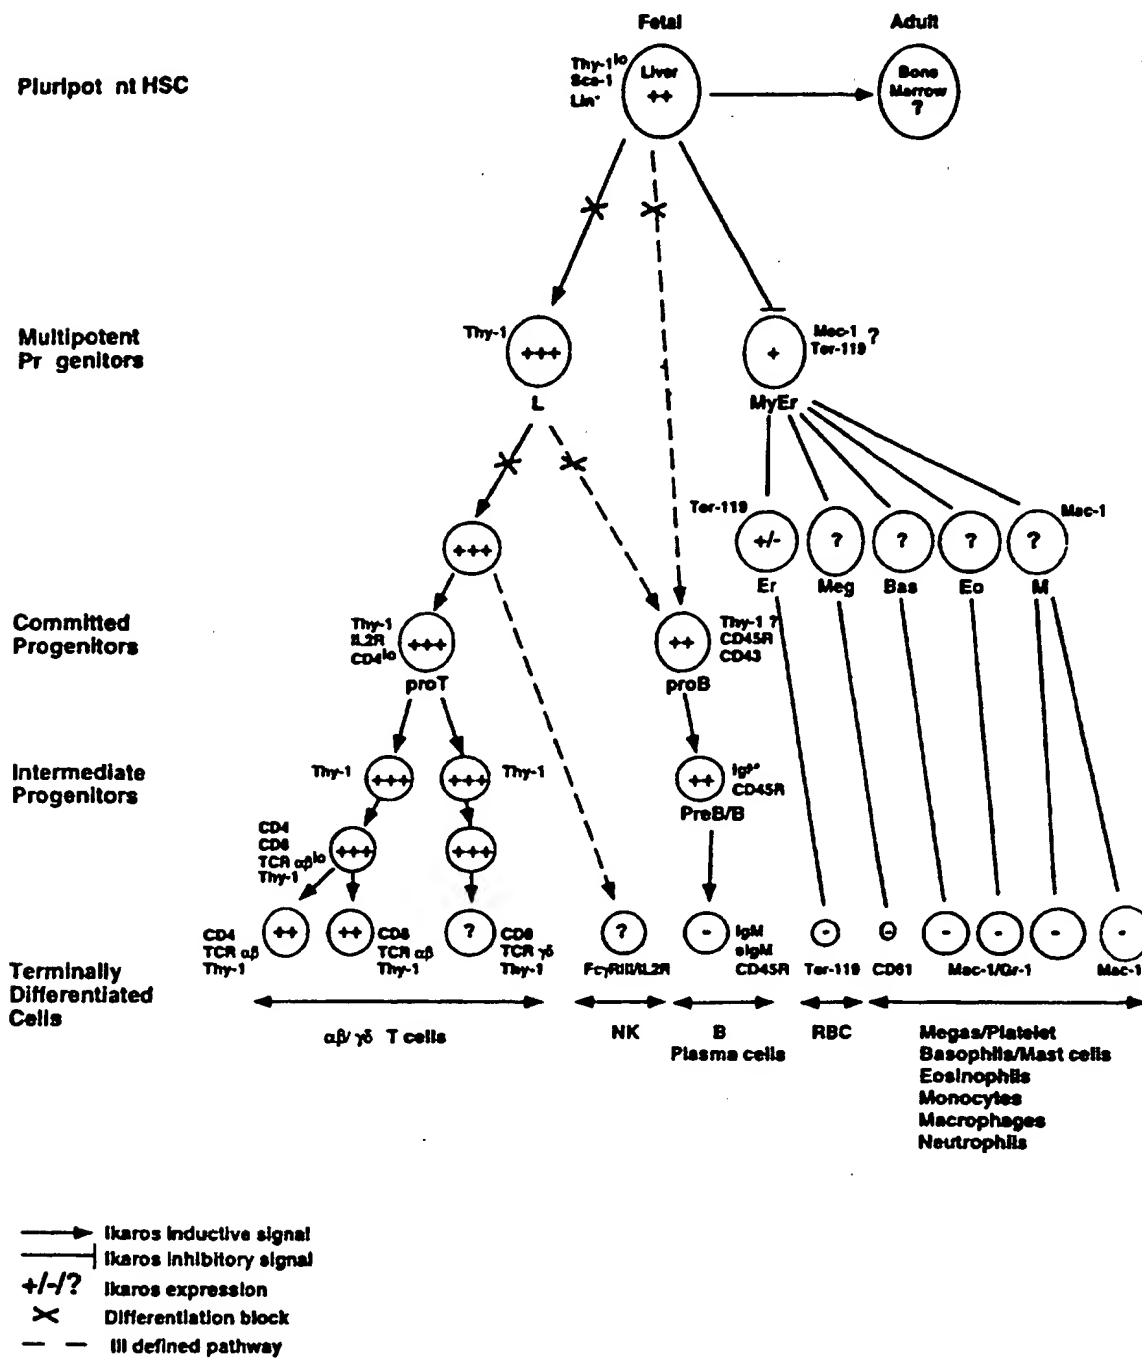 Fetal
Adult
Pluripot nt HSC
Thy-1lo
Sca-1
Lin-
Liver
++
Bone
Marrow
?
Multipotent
Pr genitors
Thy-1
+++
L
+
Mac-1
Ter-119 ?
MyEr
Ter-119
+/-
Er
?
Meg
?
Bas
?
Eo
?
M
Mac-1
+++
Committed
Progenitors
Thy-1
IL2R
CD4lo
+++
proT
++
Thy-1 ?
CD45R
CD43
proB
Intermediate
Progenitors
Thy-1
+++
+++
Thy-1
++
CD45R
PreB/B
CD4
CD8
TCR αβlo
Thy-1
+++
+++
Terminally
Differentiated
Cells
CD4
TCR αβ
Thy-1
++
++
CD8
TCR αβ
Thy-1
?
CD8
TCR γδ
Thy-1
?
FcγRIII/IL2R
-
IgM
sIgM
CD45R
-
Ter-119
-
CD61
-
-
-
-
Mac-1/Gr-1
Mac-1
αβ/ γδ T cells
NK
B
Plasma cells
RBC
Megas/Platelet
Basophils/Mast cells
Eosinophils
Monocytes
Macrophages
Neutrophils
Ikaros inductive signal
Ikaros inhibitory signal
+/-/? Ikaros expression
Differentiation block
Ill defined pathway